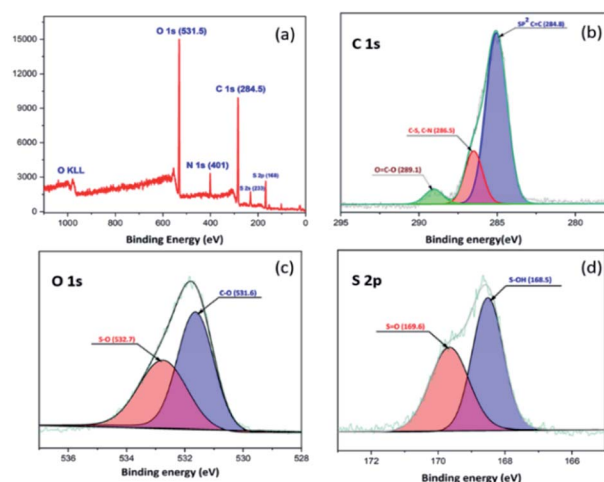 (a)
O 1s (531.5)
C 1s (284.5)
N 1s (401)
O KLL
S 2p (168)
S 2s (233)
15000
12000
9000
6000
3000
0
1000
800
600
400
200
0
Binding Energy (eV)
(b)
C 1s
SP² C=C (284.8)
C-S, C-N (286.5)
O=C-O (289.1)
295
290
285
280
Binding Energy(eV)
(c)
O 1s
C-O (531.6)
S-O (532.7)
536
534
532
530
528
Binding energy (eV)
(d)
S 2p
S-OH (168.5)
S=O (169.6)
172
170
168
166
Binding energy (eV)